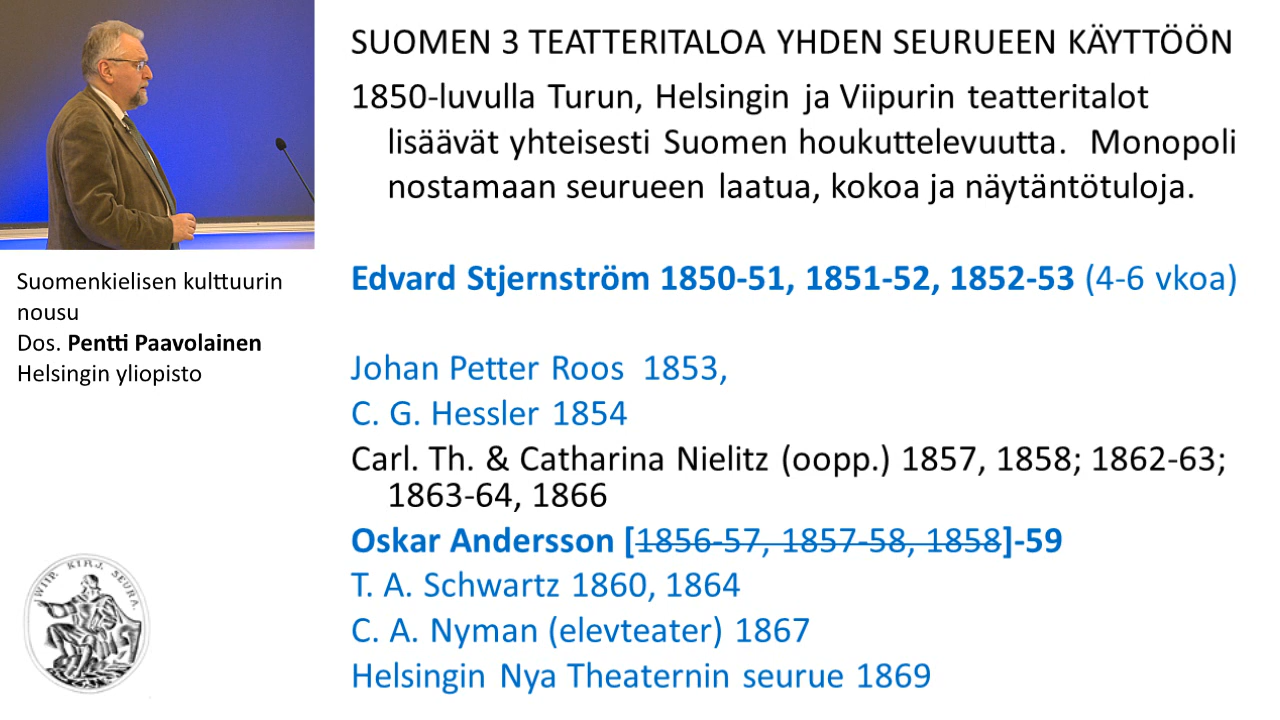 SUOMEN 3 TEATTERITALOA YHDEN SEURUEEN KÄYTTÖÖN
1850-luvulla Turun, Helsingin ja Viipurin teatteritalot
lisäävät yhteisesti Suomen houkuttelevuutta. Monopoli
nostamaan seurueen laatua, kokoa ja näytäntötuloja.
Edvard Stjernström 1850-51, 1851-52, 1852-53 (4-6 vkoa)
Johan Petter Roos 1853,
C. G. Hessler 1854
Carl. Th. & Catharina Nielitz (oopp.) 1857, 1858; 1862-63;
1863-64, 1866
Oskar Andersson [1856-57, 1857-58, 1858]-59
T. A. Schwartz 1860, 1864
C. A. Nyman (elevteater) 1867
Helsingin Nya Theaternin seurue 1869
Suomenkielisen kulttuurin
nousu
Dos. Pentti Paavolainen
Helsingin yliopisto
WIIP. KIRJ. SEURA.